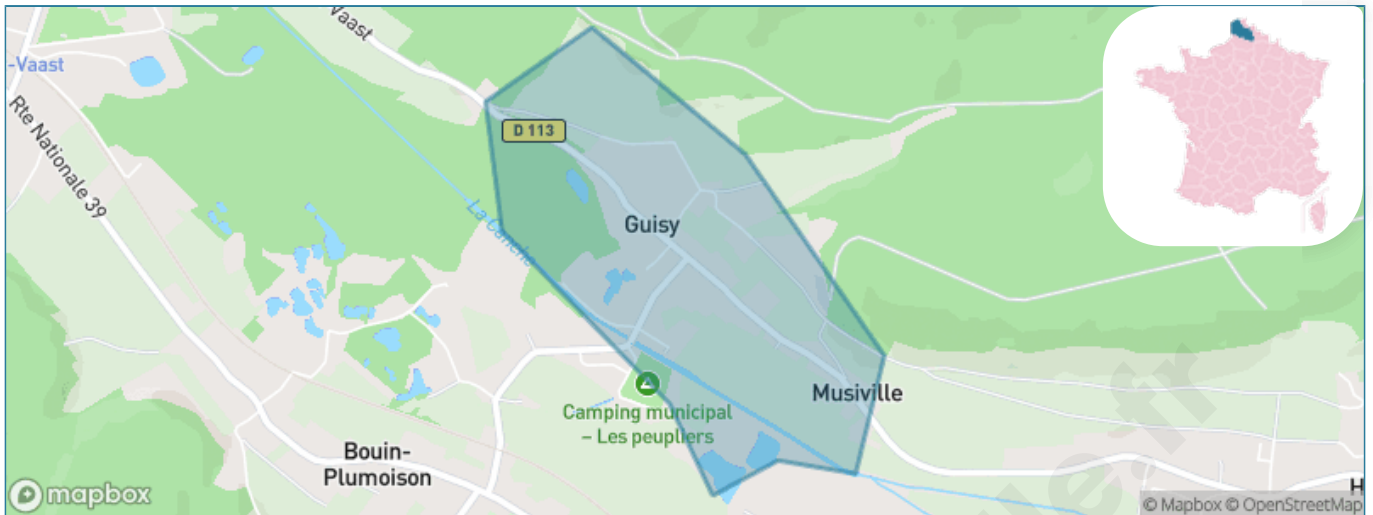 Vaast
-Vaast
Rte Nationale 39
D 113
La Canche
Guisy
Musiville
Camping municipal
– Les peupliers
Bouin-
Plumoison
H
mapbox
© Mapbox © OpenStreetMap